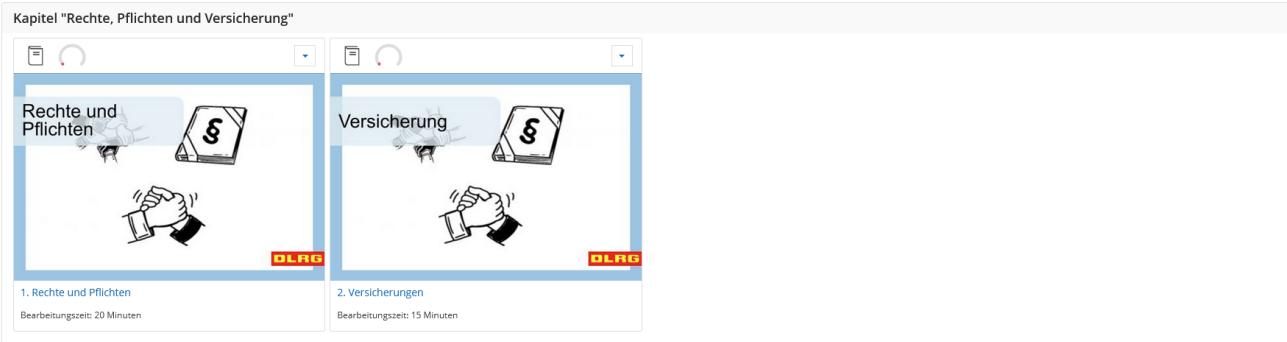 Kapitel "Rechte, Pflichten und Versicherung"
Rechte und
Pflichten
§
DLRG
1. Rechte und Pflichten
Bearbeitungszeit: 20 Minuten
Versicherung
§
DLRG
2. Versicherungen
Bearbeitungszeit: 15 Minuten